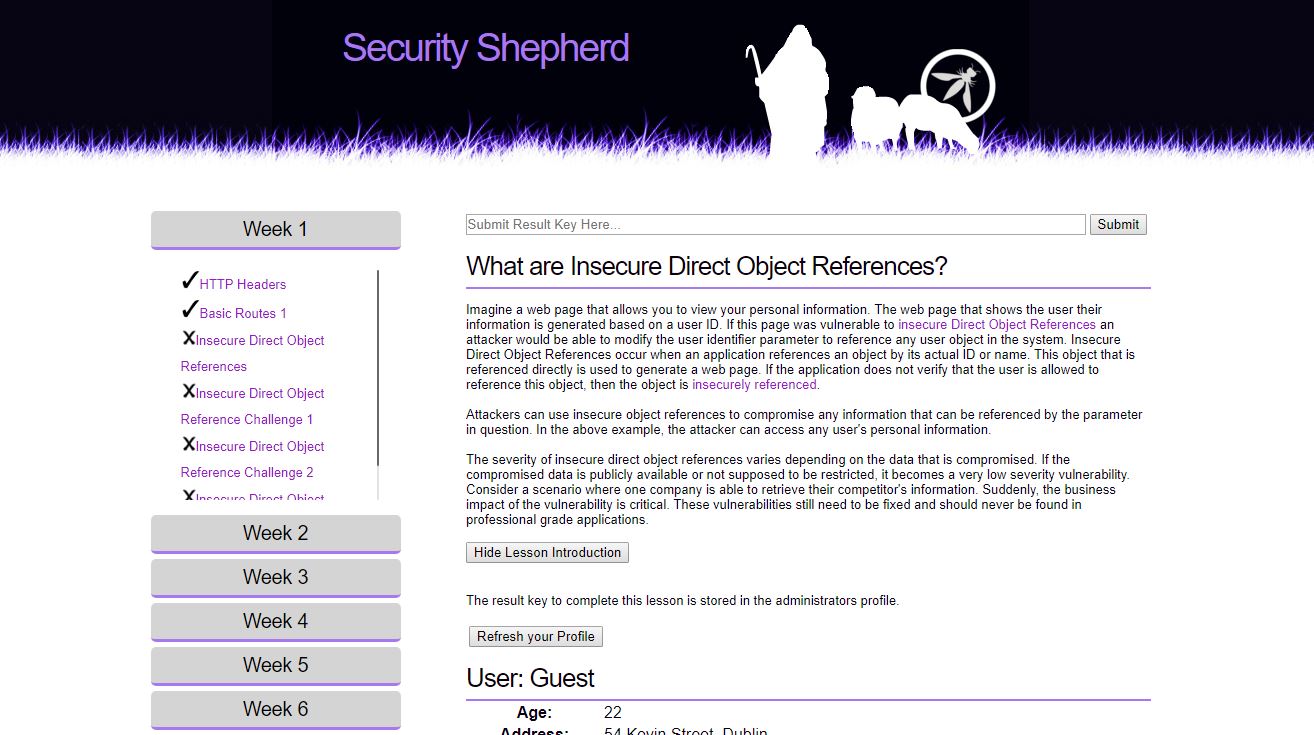 Security Shepherd
Week 1
HTTP Headers
Basic Routes 1
Insecure Direct Object
References
Insecure Direct Object
Reference Challenge 1
Insecure Direct Object
Reference Challenge 2
Insecure Direct Object
Week 2
Week 3
Week 4
Week 5
Week 6
Submit Result Key Here...
Submit
What are Insecure Direct Object References?
Imagine a web page that allows you to view your personal information. The web page that shows the user their
information is generated based on a user ID. If this page was vulnerable to insecure Direct Object References an
attacker would be able to modify the user identifier parameter to reference any user object in the system. Insecure
Direct Object References occur when an application references an object by its actual ID or name. This object that is
referenced directly is used to generate a web page. If the application does not verify that the user is allowed to
reference this object, then the object is insecurely referenced.
Attackers can use insecure object references to compromise any information that can be referenced by the parameter
in question. In the above example, the attacker can access any user's personal information.
The severity of insecure direct object references varies depending on the data that is compromised. If the
compromised data is publicly available or not supposed to be restricted, it becomes a very low severity vulnerability.
Consider a scenario where one company is able to retrieve their competitor's information. Suddenly, the business
impact of the vulnerability is critical. These vulnerabilities still need to be fixed and should never be found in
professional grade applications.
Hide Lesson Introduction
The result key to complete this lesson is stored in the administrators profile.
Refresh your Profile
User: Guest
Age: 22
Address: 54 Kevin Street, Dublin